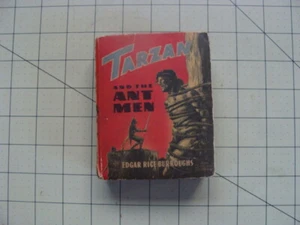 TARZAN
AND THE
ANT
MEN
EDGAR RICE BURROUGHS